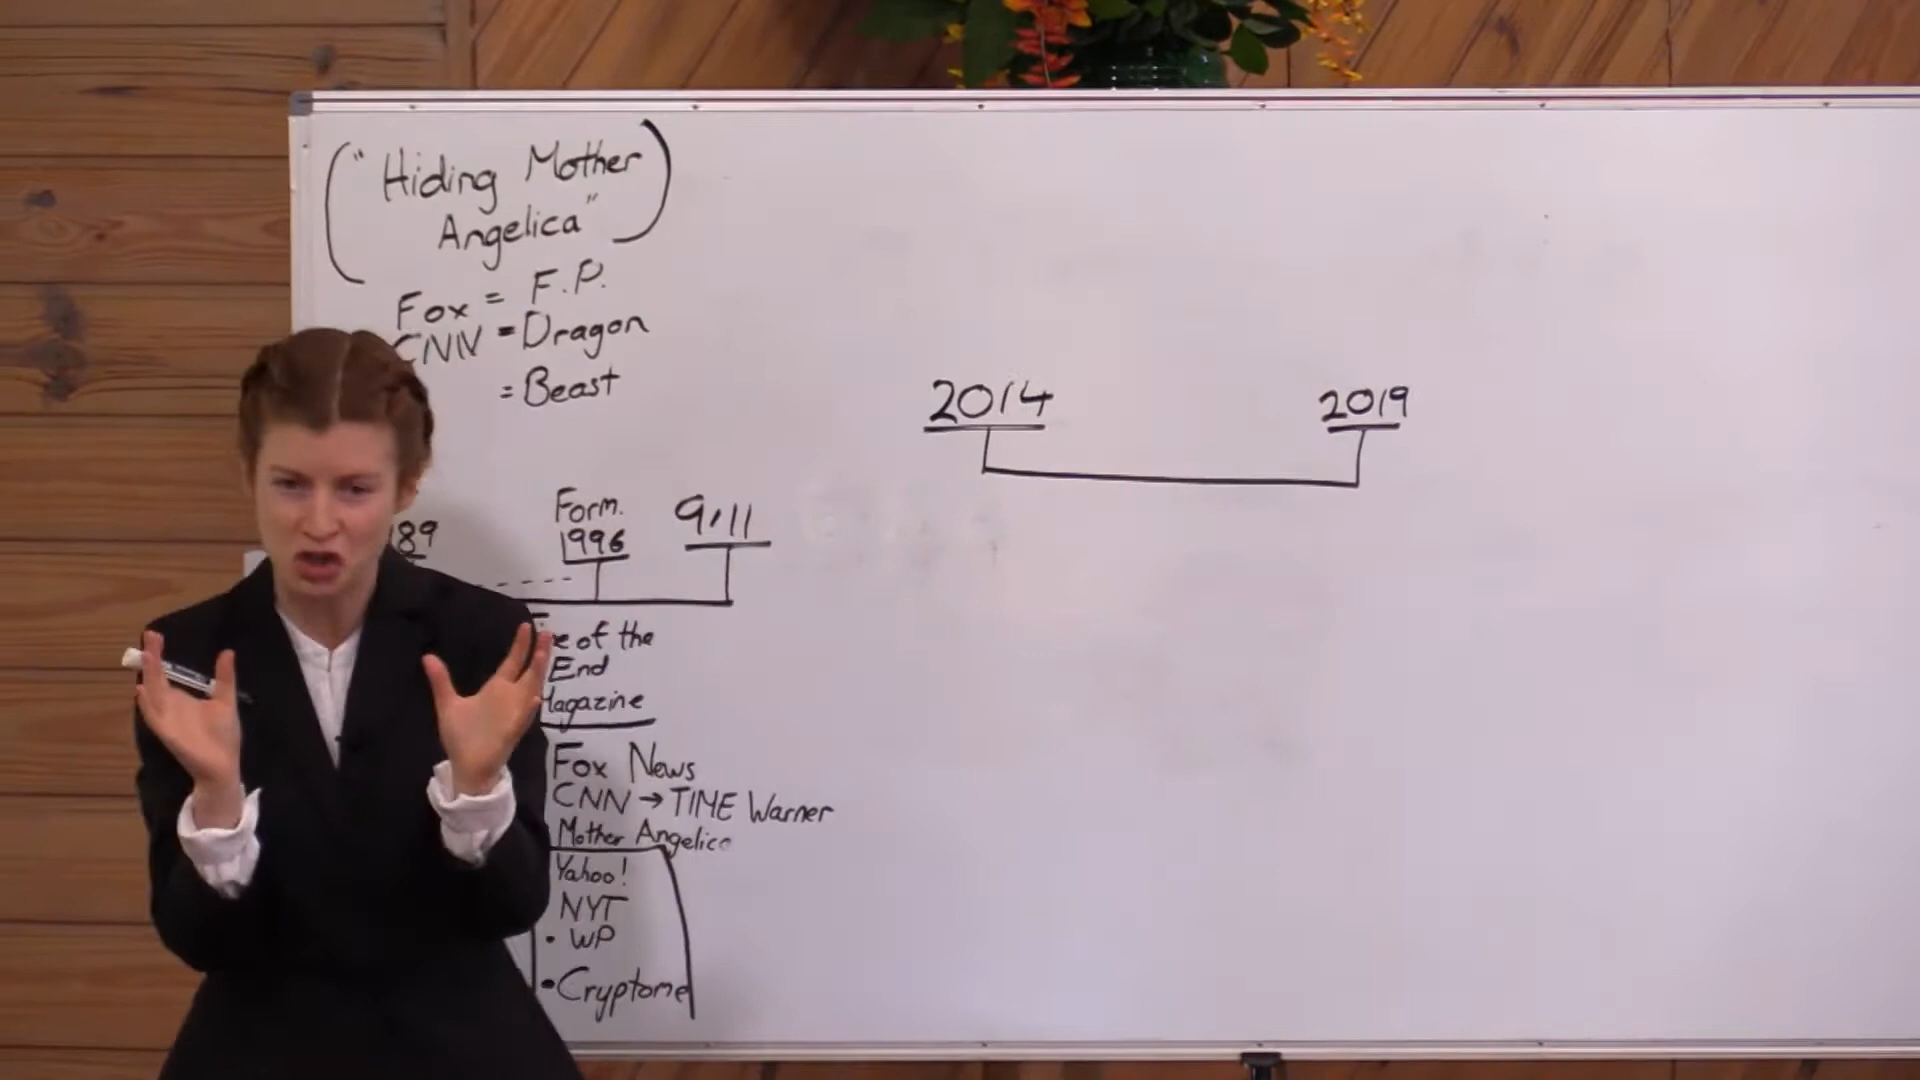 ("Hiding Mother
Angelica")
Fox = F.P.
CNN = Dragon
= Beast
2014
2019
89
Form.
1996
9,11
of the
End
Magazine
Fox News
CNN → TIME Warner
Mother Angelica
Yahoo!
NYT
• WP
• Cryptome